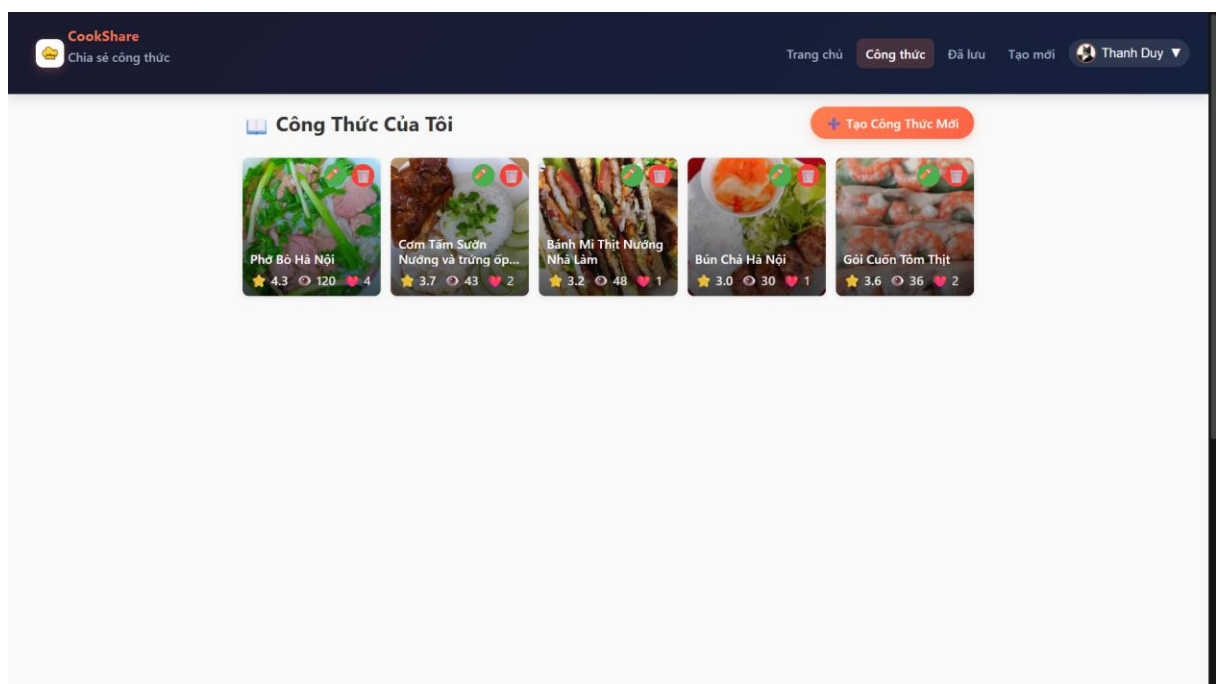 CookShare
Chia sẻ công thức
Trang chủ
Công thức
Đã lưu
Tạo mới
Thanh Duy ▼
Công Thức Của Tôi
Tạo Công Thức Mới
Phở Bò Hà Nội
4.3 120 4
Cơm Tấm Sườn
Nướng và trứng ốp...
3.7 43 2
Bánh Mì Thịt Nướng
Nhà Làm
3.2 48 1
Bún Chả Hà Nội
3.0 30 1
Gỏi Cuốn Tôm Thịt
3.6 36 2